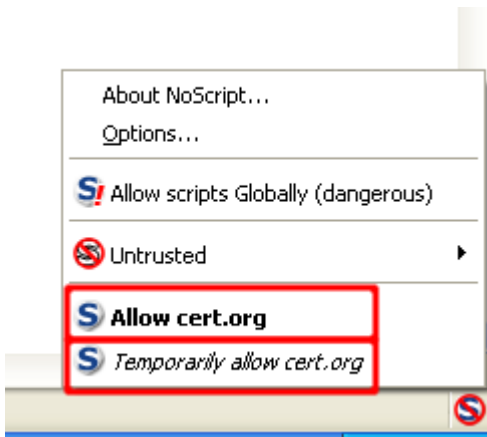 About NoScript...
Options...
Allow scripts Globally (dangerous)
Untrusted
Allow cert.org
Temporarily allow cert.org